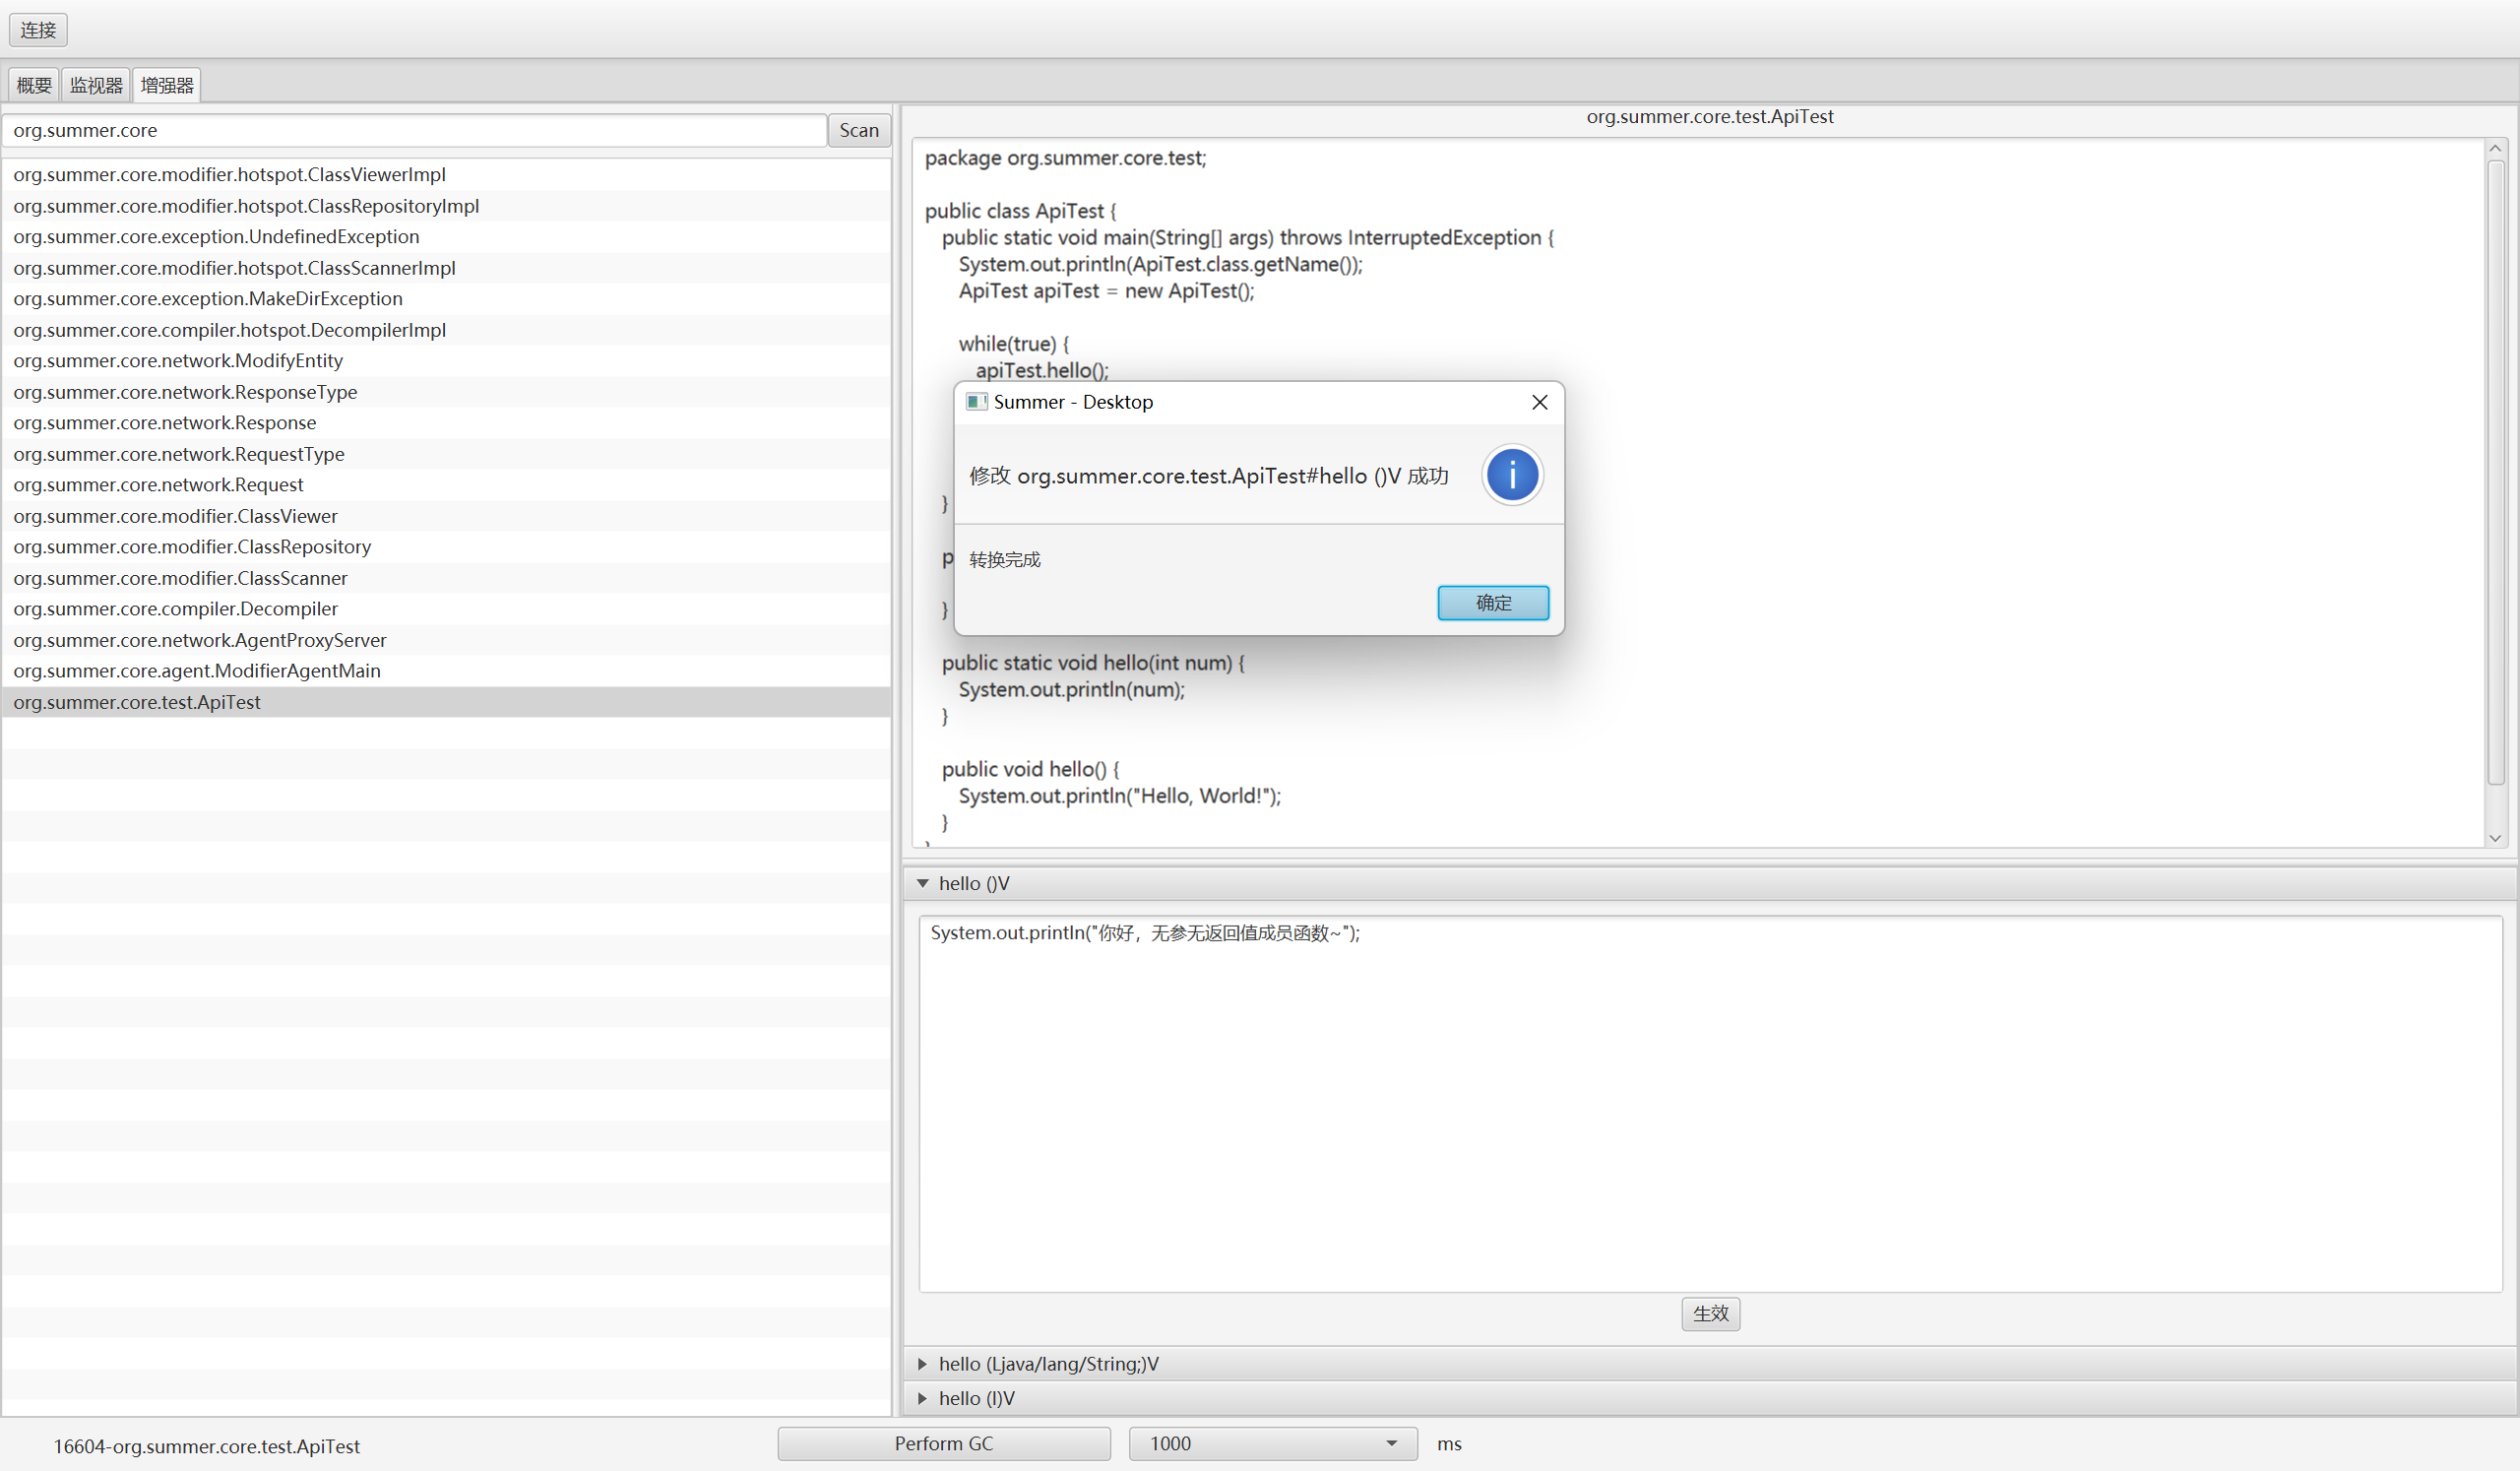 连接
概要
监视器
增强器
org.summer.core
Scan
org.summer.core.modifier.hotspot.ClassViewerImpl
org.summer.core.modifier.hotspot.ClassRepositoryImpl
org.summer.core.exception.UndefinedException
org.summer.core.modifier.hotspot.ClassScannerImpl
org.summer.core.exception.MakeDirException
org.summer.core.compiler.hotspot.DecompilerImpl
org.summer.core.network.ModifyEntity
org.summer.core.network.ResponseType
org.summer.core.network.Response
org.summer.core.network.RequestType
org.summer.core.network.Request
org.summer.core.modifier.ClassViewer
org.summer.core.modifier.ClassRepository
org.summer.core.modifier.ClassScanner
org.summer.core.compiler.Decompiler
org.summer.core.network.AgentProxyServer
org.summer.core.agent.ModifierAgentMain
org.summer.core.test.ApiTest
org.summer.core.test.ApiTest
package org.summer.core.test;
public class ApiTest {
public static void main(String[] args) throws InterruptedException {
System.out.println(ApiTest.class.getName());
ApiTest apiTest = new ApiTest();
while(true) {
apiTest.hello();
}
p
}
public static void hello(int num) {
System.out.println(num);
}
public void hello() {
System.out.println("Hello, World!");
}
Summer - Desktop
修改 org.summer.core.test.ApiTest#hello ()V 成功
转换完成
确定
hello ()V
System.out.println("你好，无参无返回值成员函数~");
生效
hello (Ljava/lang/String;)V
hello (I)V
16604-org.summer.core.test.ApiTest
Perform GC
1000
ms